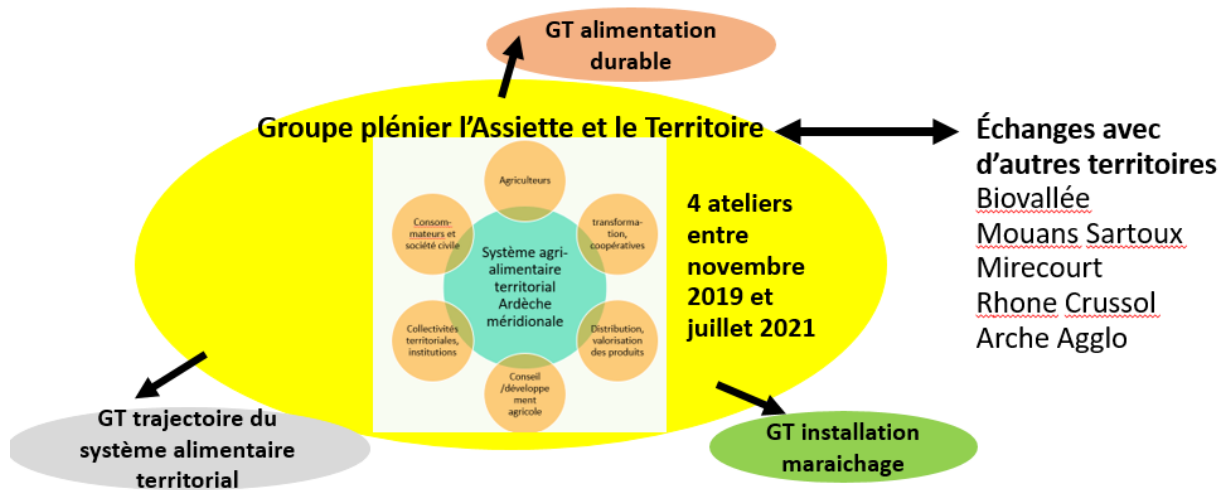 GT alimentation
durable
Groupe plénier l’Assiette et le Territoire
Échanges avec
d’autres territoires
Biovallée
Mouans Sartoux
Mirecourt
Rhone Crussol
Arche Agglo
4 ateliers
entre
novembre
2019 et
juillet 2021
Agriculteurs
Consom-
mateurs et
société civile
transforma-
tion,
coopératives
Système agri-
alimentaire
territorial
Ardèche
méridionale
Collectivités
territoriales,
institutions
Distribution,
valorisation
des produits
Conseil
/développe
ment
agricole
GT trajectoire du
système alimentaire
territorial
GT installation
maraichage